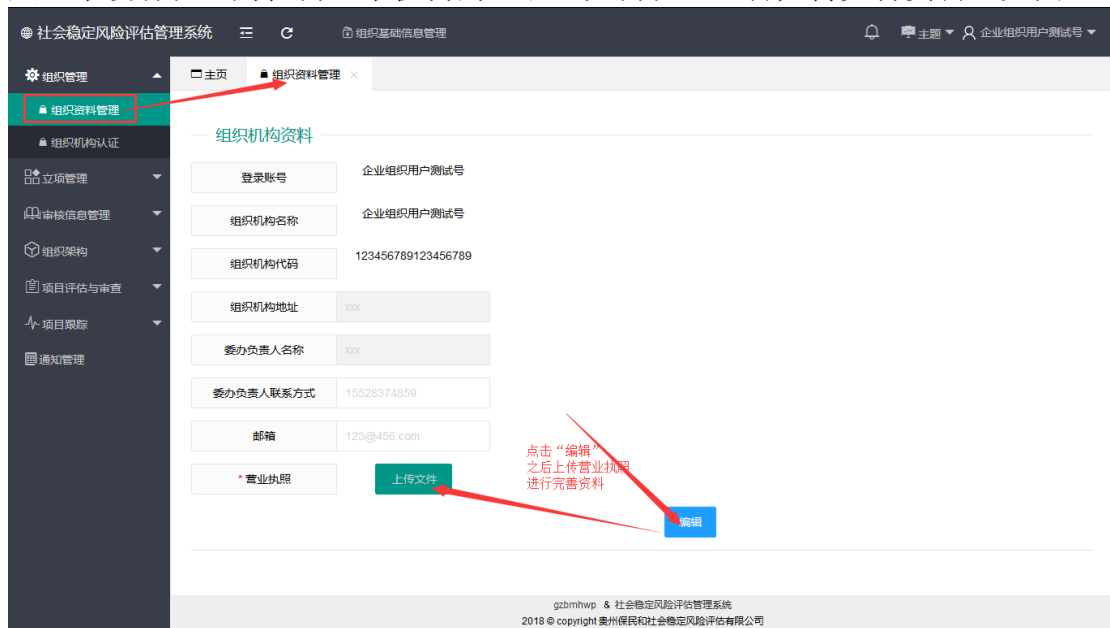 社会稳定风险评估管理系统 组织基础信息管理 主题 企业组织用户测试号
组织管理 主页 组织资料管理
组织资料管理
组织机构认证
立项管理
审核信息管理
组织架构
项目评估与审查
项目跟踪
通知管理
组织机构资料
登录账号 企业组织用户测试号
组织机构名称 企业组织用户测试号
组织机构代码 123456789123456789
组织机构地址 xxx
委办负责人名称 xxx
委办负责人联系方式 15528374859
邮箱 123@456.com
* 营业执照 上传文件
点击“编辑”
之后上传营业执照
进行完善资料
编辑
gzbmhwp & 社会稳定风险评估管理系统
2018 © copyright 贵州保民和社会稳定风险评估有限公司